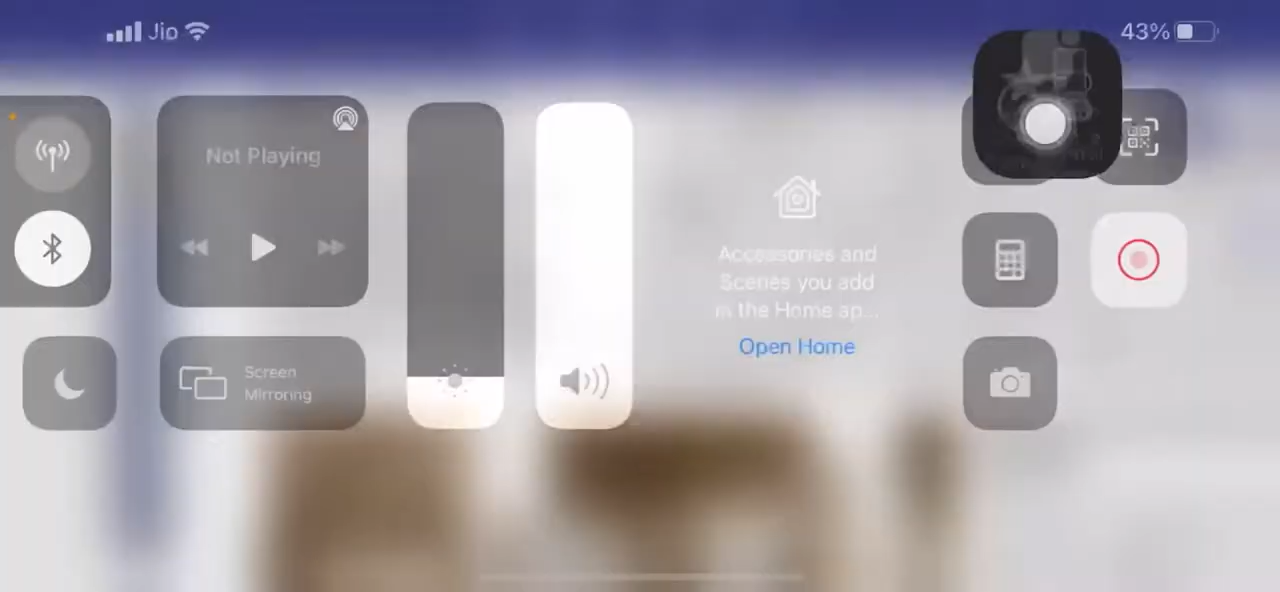 Jio
43%
Not Playing
Accessories and
Scenes you add
in the Home ap...
Open Home
Screen
Mirroring